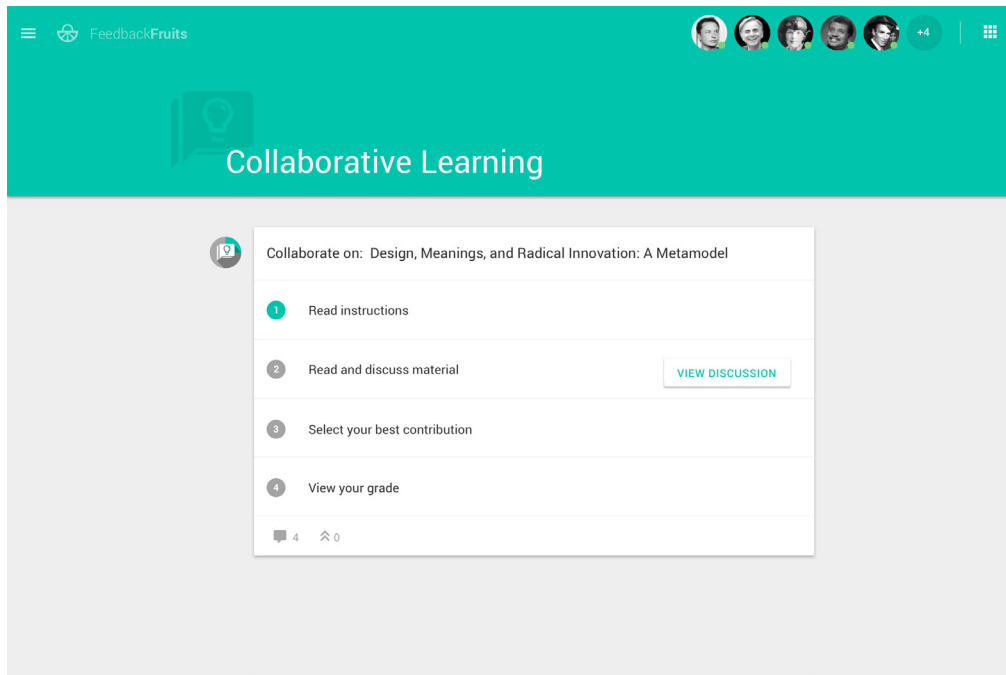 FeedbackFruits
+4
Collaborative Learning
Collaborate on: Design, Meanings, and Radical Innovation: A Metamodel
1 Read instructions
2 Read and discuss material VIEW DISCUSSION
3 Select your best contribution
4 View your grade
4 0